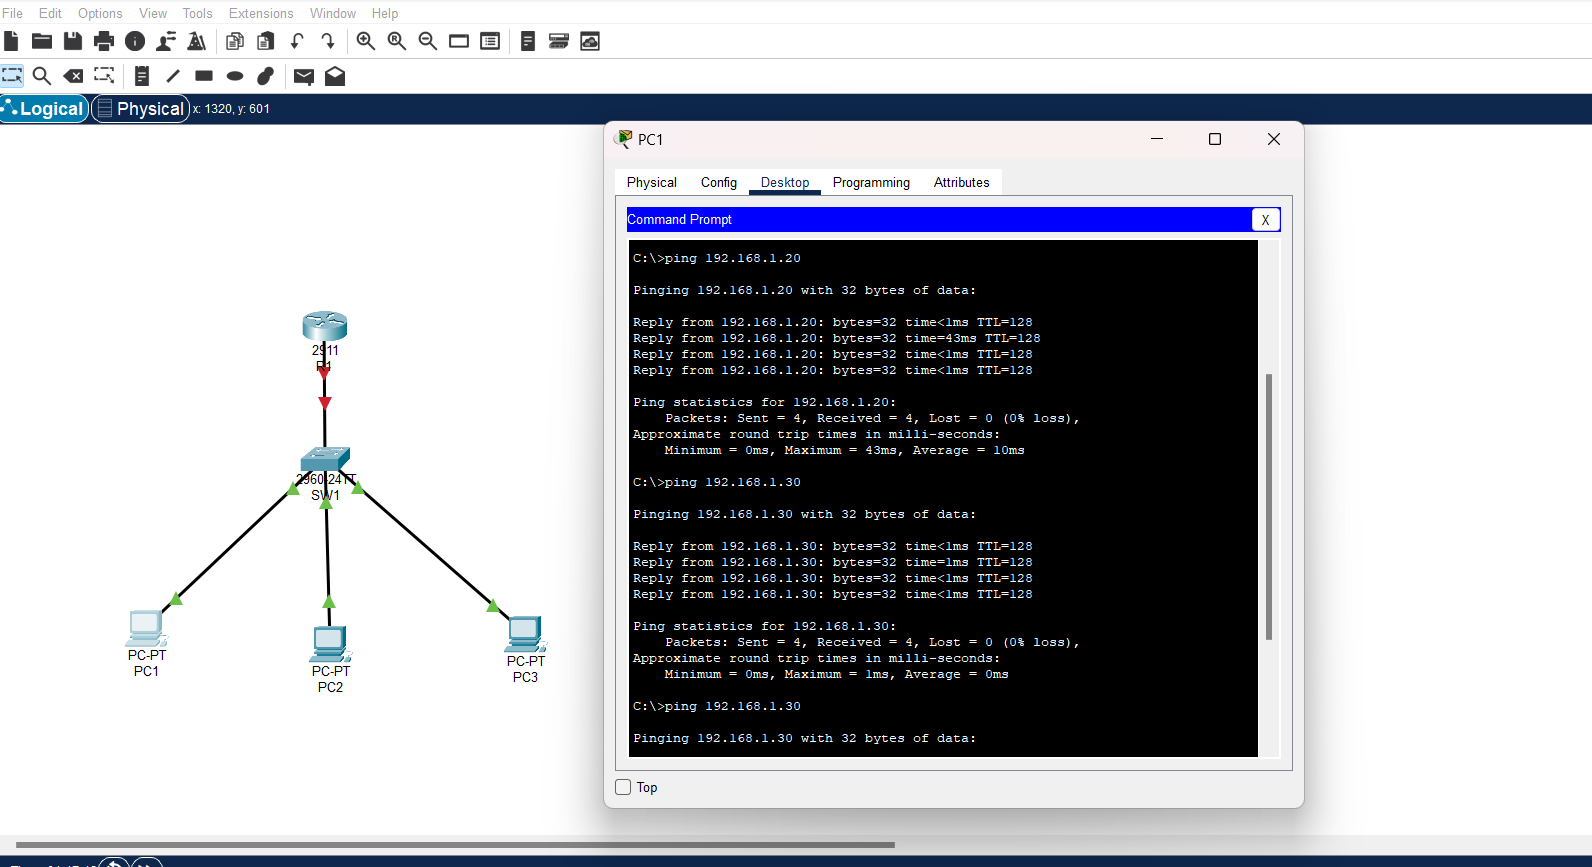 File Edit Options View Tools Extensions Window Help
Logical Physical x: 1320, y: 601
2911
R1
2960-24TT
SW1
PC-PT
PC1
PC-PT
PC2
PC-PT
PC3
PC1
Physical Config Desktop Programming Attributes
Command Prompt X
C:\>ping 192.168.1.20
Pinging 192.168.1.20 with 32 bytes of data:
Reply from 192.168.1.20: bytes=32 time<1ms TTL=128
Reply from 192.168.1.20: bytes=32 time=43ms TTL=128
Reply from 192.168.1.20: bytes=32 time<1ms TTL=128
Reply from 192.168.1.20: bytes=32 time<1ms TTL=128
Ping statistics for 192.168.1.20:
Packets: Sent = 4, Received = 4, Lost = 0 (0% loss),
Approximate round trip times in milli-seconds:
Minimum = 0ms, Maximum = 43ms, Average = 10ms
C:\>ping 192.168.1.30
Pinging 192.168.1.30 with 32 bytes of data:
Reply from 192.168.1.30: bytes=32 time<1ms TTL=128
Reply from 192.168.1.30: bytes=32 time=1ms TTL=128
Reply from 192.168.1.30: bytes=32 time<1ms TTL=128
Reply from 192.168.1.30: bytes=32 time<1ms TTL=128
Ping statistics for 192.168.1.30:
Packets: Sent = 4, Received = 4, Lost = 0 (0% loss),
Approximate round trip times in milli-seconds:
Minimum = 0ms, Maximum = 1ms, Average = 0ms
C:\>ping 192.168.1.30
Pinging 192.168.1.30 with 32 bytes of data:
Top